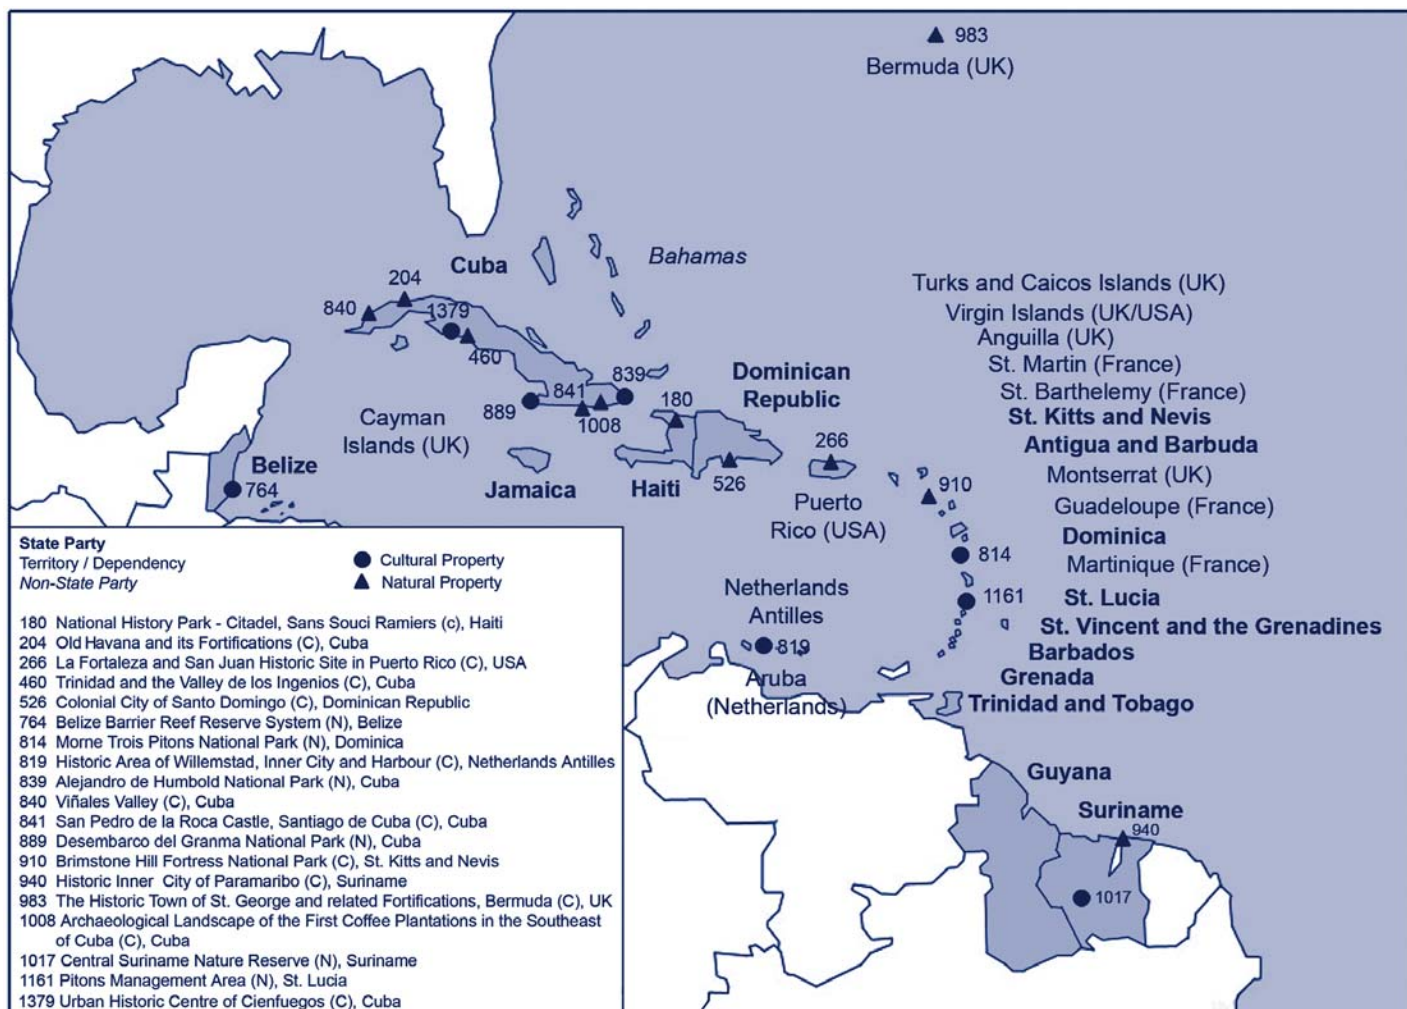 983
Bermuda (UK)
Cuba
204
Bahamas
840
1379
460
Turks and Caicos Islands (UK)
Virgin Islands (UK/USA)
Anguilla (UK)
St. Martin (France)
St. Barthelemy (France)
St. Kitts and Nevis
Antigua and Barbuda
Montserrat (UK)
Guadeloupe (France)
Dominica
Martinique (France)
St. Lucia
St. Vincent and the Grenadines
Barbados
Grenada
Trinidad and Tobago
839
841
889
1008
180
Dominican
Republic
Cayman
Islands (UK)
266
Belize
764
Jamaica
Haiti
526
910
Puerto
Rico (USA)
814
Netherlands
Antilles
1161
819
Aruba
(Netherlands)
Guyana
Suriname
940
1017
State Party
Territory / Dependency
Non-State Party
Cultural Property
Natural Property
180 National History Park - Citadel, Sans Souci Ramiers (c), Haiti
204 Old Havana and its Fortifications (C), Cuba
266 La Fortaleza and San Juan Historic Site in Puerto Rico (C), USA
460 Trinidad and the Valley de los Ingenios (C), Cuba
526 Colonial City of Santo Domingo (C), Dominican Republic
764 Belize Barrier Reef Reserve System (N), Belize
814 Morne Trois Pitons National Park (N), Dominica
819 Historic Area of Willemstad, Inner City and Harbour (C), Netherlands Antilles
839 Alejandro de Humbold National Park (N), Cuba
840 Viñales Valley (C), Cuba
841 San Pedro de la Roca Castle, Santiago de Cuba (C), Cuba
889 Desembarco del Granma National Park (N), Cuba
910 Brimstone Hill Fortress National Park (C), St. Kitts and Nevis
940 Historic Inner City of Paramaribo (C), Suriname
983 The Historic Town of St. George and related Fortifications, Bermuda (C), UK
1008 Archaeological Landscape of the First Coffee Plantations in the Southeast
of Cuba (C), Cuba
1017 Central Suriname Nature Reserve (N), Suriname
1161 Pitons Management Area (N), St. Lucia
1379 Urban Historic Centre of Cienfuegos (C), Cuba